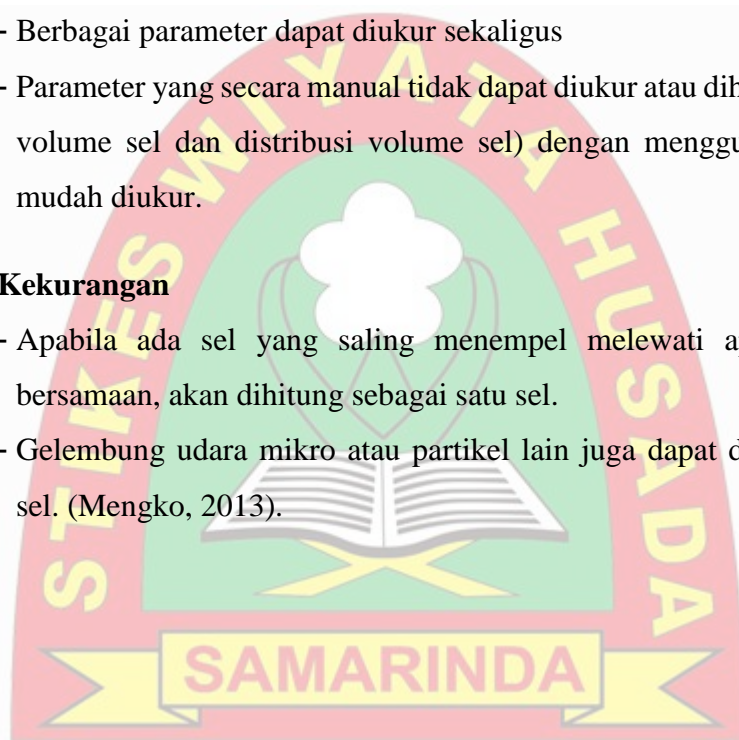 - Berbagai parameter dapat diukur sekaligus
- Parameter yang secara manual tidak dapat diukur atau
volume sel dan distribusi volume sel) dengan
mudah diukur.
Kekurangan
- Apabila ada sel yang saling menempel melewati
bersamaan, akan dihitung sebagai satu sel.
- Gelembung udara mikro atau partikel lain juga dapat
sel. (Mengko, 2013).
STIKES WIYATA HUSADA
SAMARINDA